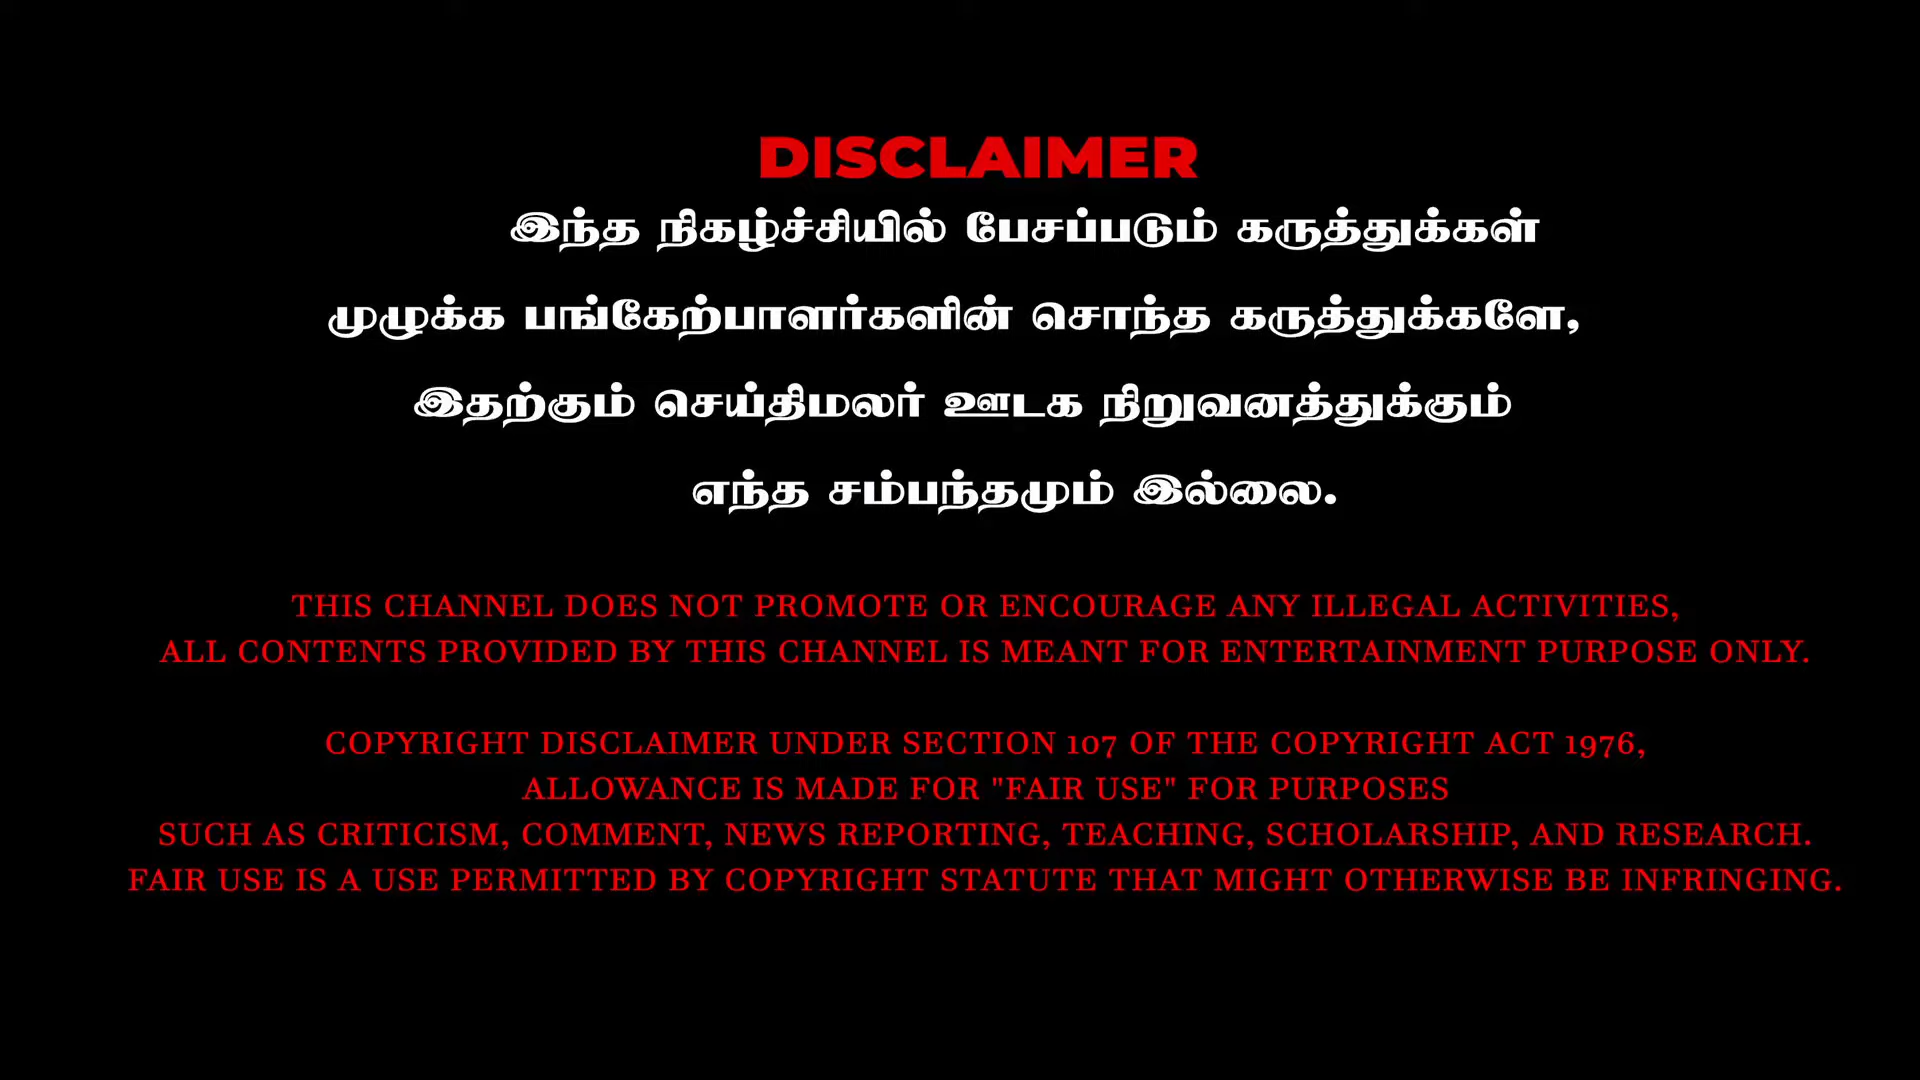 DISCLAIMER
இந்த நிகழ்ச்சியில் பேசப்படும் கருத்துக்கள்
முழுக்க பங்கேற்பாளர்களின் சொந்த கருத்துக்களே,
இதற்கும் செய்திமலர் ஊடக நிறுவனத்துக்கும்
எந்த சம்பந்தமும் இல்லை.
THIS CHANNEL DOES NOT PROMOTE OR ENCOURAGE ANY ILLEGAL ACTIVITIES,
ALL CONTENTS PROVIDED BY THIS CHANNEL IS MEANT FOR ENTERTAINMENT PURPOSE ONLY.
COPYRIGHT DISCLAIMER UNDER SECTION 107 OF THE COPYRIGHT ACT 1976,
ALLOWANCE IS MADE FOR "FAIR USE" FOR PURPOSES
SUCH AS CRITICISM, COMMENT, NEWS REPORTING, TEACHING, SCHOLARSHIP, AND RESEARCH.
FAIR USE IS A USE PERMITTED BY COPYRIGHT STATUTE THAT MIGHT OTHERWISE BE INFRINGING.